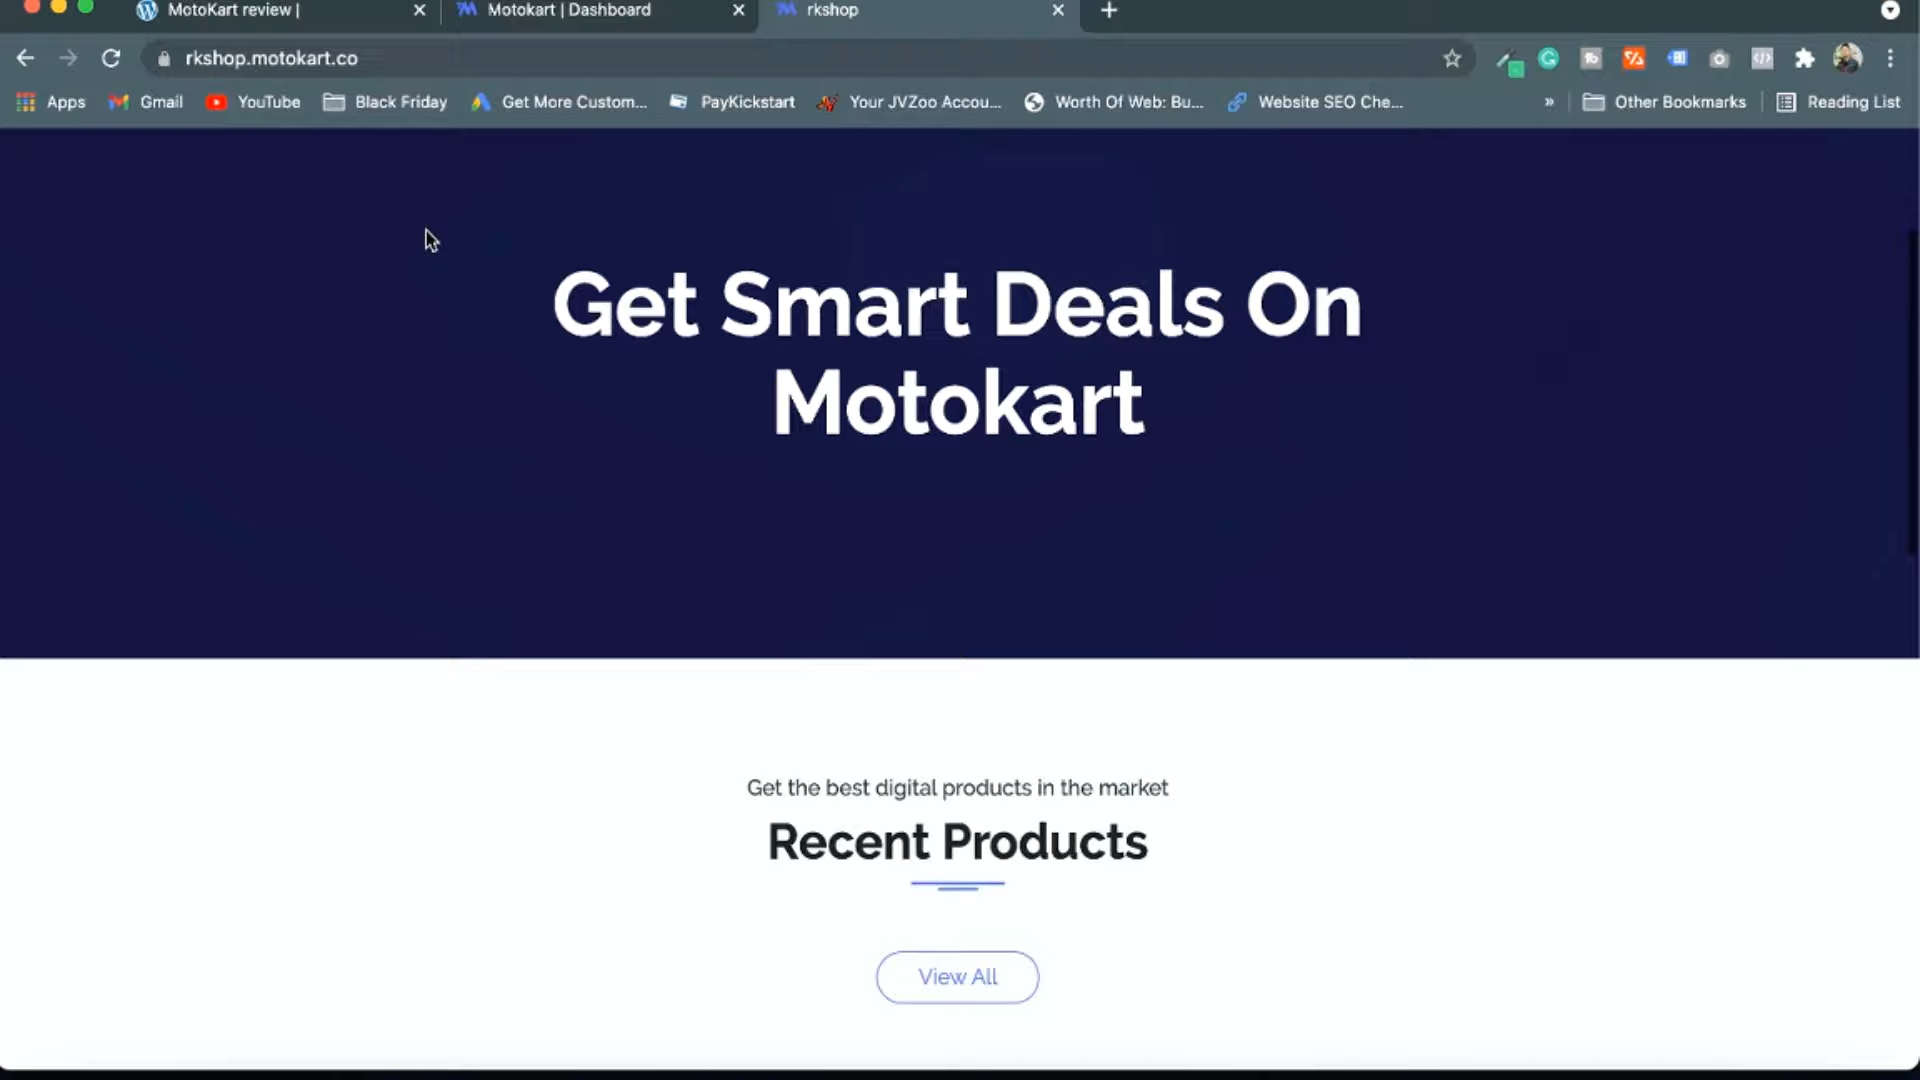 MotoKart review |
Motokart | Dashboard
rkshop
rkshop.motokart.co
Apps
Gmail
YouTube
Black Friday
Get More Custom...
PayKickstart
Your JVZoo Accou...
Worth Of Web: Bu...
Website SEO Che...
»
Other Bookmarks
Reading List
Get Smart Deals On
Motokart
Get the best digital products in the market
Recent Products
View All